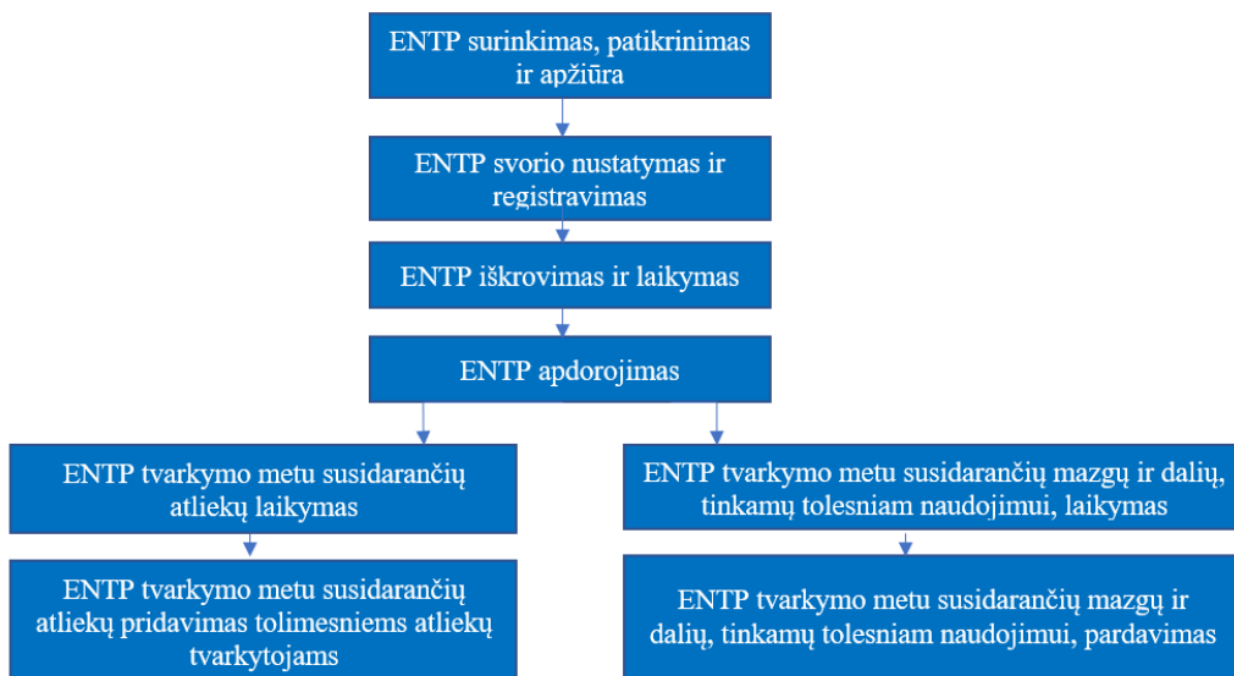 ENTP surinkimas, patikrinimas
ir apžiūra
ENTP svorio nustatymas ir
registravimas
ENTP iškrovimas ir laikymas
ENTP apdorojimas
ENTP tvarkymo metu susidarančių
atliekų laikymas
ENTP tvarkymo metu susidarančių
atliekų pridavimas tolimesniems atliekų
tvarkytojams
ENTP tvarkymo metu susidarančių mazgų ir dalių,
tinkamų tolesniam naudojimui, laikymas
ENTP tvarkymo metu susidarančių mazgų ir
dalių, tinkamų tolesniam naudojimui, pardavimas